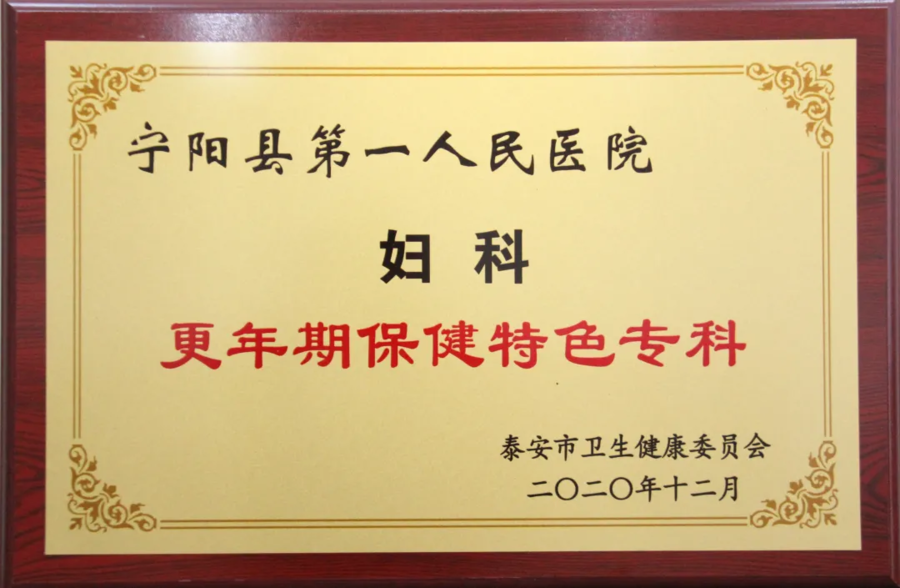 宁阳县第一人民医院
妇科
更年期保健特色专科
泰安市卫生健康委员会
二〇二〇年十二月